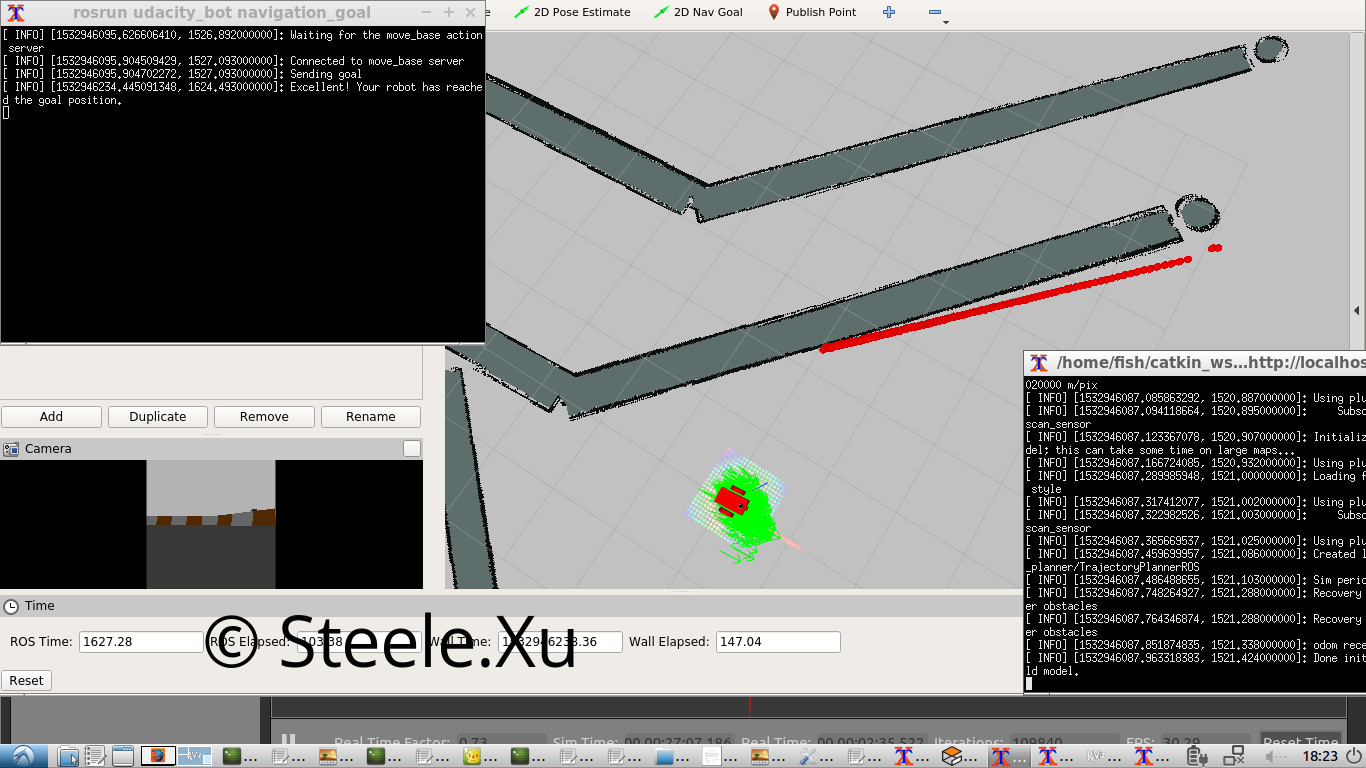 rosrun udacity_bot navigation_goal
[ INFO] [1532946095.626606410, 1526.892000000]: Waiting for the move_base action
server
[ INFO] [1532946095.904509429, 1527.093000000]: Connected to move_base server
[ INFO] [1532946095.904702272, 1527.093000000]: Sending goal
[ INFO] [1532946234.445091348, 1624.493000000]: Excellent! Your robot has reache
d the goal position.
2D Pose Estimate 2D Nav Goal Publish Point
/home/fish/catkin_ws...http://localhos
020000 m/pix
[ INFO] [1532946087.085863292, 1520.887000000]: Using plu
[ INFO] [1532946087.094118664, 1520.895000000]: Subsc
scan_sensor
[ INFO] [1532946087.123367078, 1520.907000000]: Initializ
del; this can take some time on large maps...
[ INFO] [1532946087.166724085, 1520.932000000]: Using plu
[ INFO] [1532946087.289985948, 1521.000000000]: Loading f
style
[ INFO] [1532946087.317412077, 1521.002000000]: Using plu
[ INFO] [1532946087.322982526, 1521.003000000]: Subsc
scan_sensor
[ INFO] [1532946087.365669537, 1521.025000000]: Using plu
[ INFO] [1532946087.459699957, 1521.086000000]: Created l
_planner/TrajectoryPlannerROS
[ INFO] [1532946087.486488655, 1521.103000000]: Sim perio
[ INFO] [1532946087.748264927, 1521.288000000]: Recovery
er obstacles
[ INFO] [1532946087.764346874, 1521.288000000]: Recovery
er obstacles
[ INFO] [1532946087.851874835, 1521.338000000]: odom rece
[ INFO] [1532946087.963318383, 1521.424000000]: Done init
ld model.
Add Duplicate Remove Rename
Camera
Time
ROS Time: 1627.28 ROS Elapsed: 103.38 Wall Time: Wall Elapsed: 147.04
© Steele.Xu
Reset
Real Time Factor: 0.73 Sim Time: 00:00:27:07.186 Real Time: 00:00:02:35.532 Iterations: 109840 FPS: 30.29 Reset Time
18:23